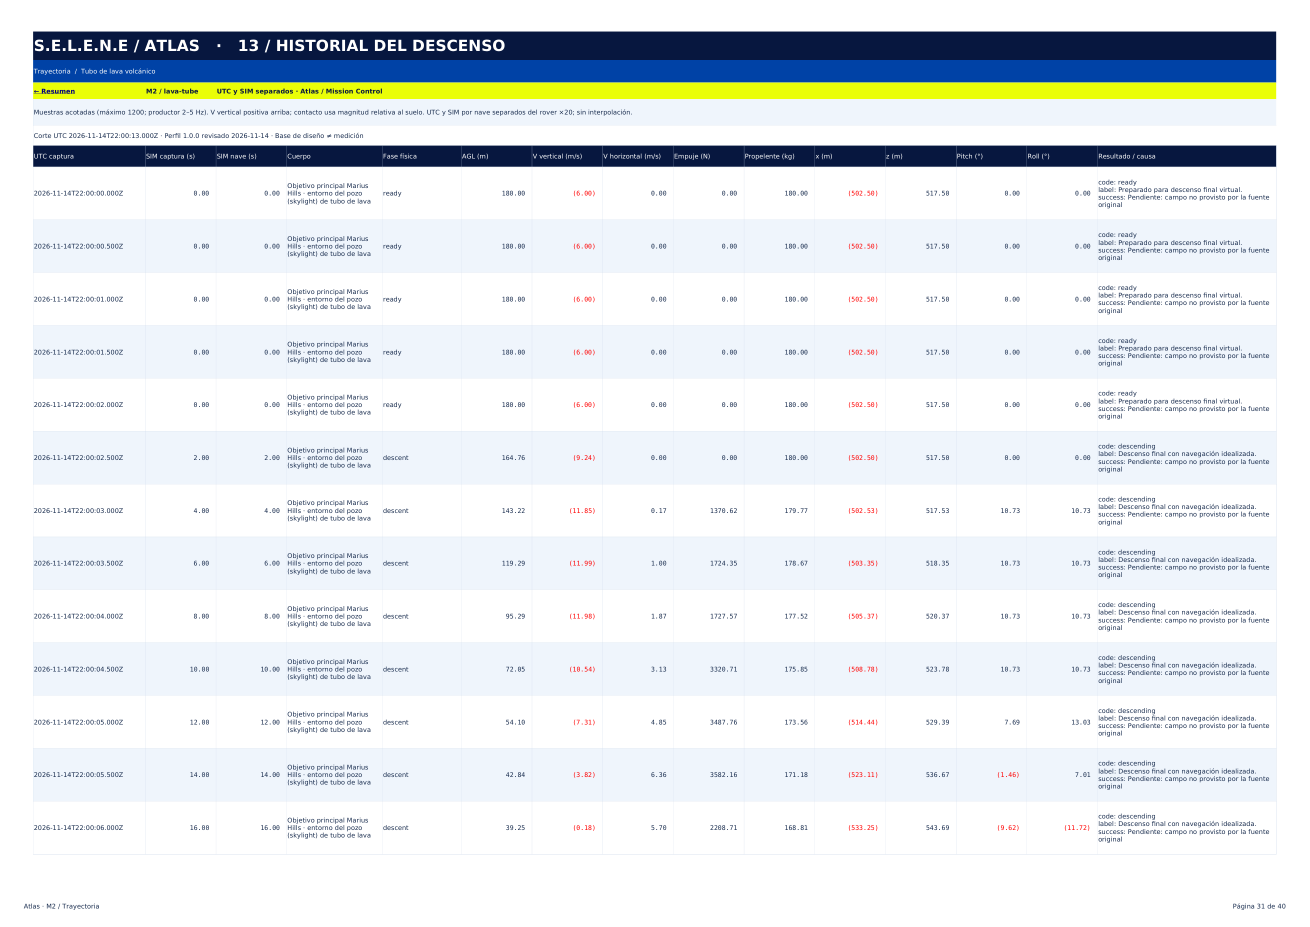 S.E.L.E.N.E / ATLAS · 13 / HISTORIAL DEL DESCENSO
Trayectoria / Tubo de lava volcánico
← Resumen M2 / lava-tube UTC y SIM separados · Atlas / Mission Control
Muestras acotadas (máximo 1200; productor 2–5 Hz). V vertical positiva arriba; contacto usa magnitud relativa al suelo. UTC y SIM por nave separados del rover ×20; sin interpolación.
Corte UTC 2026-11-14T22:00:13.000Z · Perfil 1.0.0 revisado 2026-11-14 · Base de diseño ≠ medición
UTC captura SIM captura (s) SIM nave (s) Cuerpo Fase física AGL (m) V vertical (m/s) V horizontal (m/s) Empuje (N) Propelente (kg) x (m) z (m) Pitch (°) Roll (°) Resultado / causa
2026-11-14T22:00:00.000Z 0.00 0.00 Objetivo principal Marius
Hills · entorno del pozo
(skylight) de tubo de lava ready 180.00 (6.00) 0.00 0.00 180.00 (502.50) 517.50 0.00 0.00 code: ready
label: Preparado para descenso final virtual.
success: Pendiente: campo no provisto por la fuente
original
2026-11-14T22:00:00.500Z 0.00 0.00 Objetivo principal Marius
Hills · entorno del pozo
(skylight) de tubo de lava ready 180.00 (6.00) 0.00 0.00 180.00 (502.50) 517.50 0.00 0.00 code: ready
label: Preparado para descenso final virtual.
success: Pendiente: campo no provisto por la fuente
original
2026-11-14T22:00:01.000Z 0.00 0.00 Objetivo principal Marius
Hills · entorno del pozo
(skylight) de tubo de lava ready 180.00 (6.00) 0.00 0.00 180.00 (502.50) 517.50 0.00 0.00 code: ready
label: Preparado para descenso final virtual.
success: Pendiente: campo no provisto por la fuente
original
2026-11-14T22:00:01.500Z 0.00 0.00 Objetivo principal Marius
Hills · entorno del pozo
(skylight) de tubo de lava ready 180.00 (6.00) 0.00 0.00 180.00 (502.50) 517.50 0.00 0.00 code: ready
label: Preparado para descenso final virtual.
success: Pendiente: campo no provisto por la fuente
original
2026-11-14T22:00:02.000Z 0.00 0.00 Objetivo principal Marius
Hills · entorno del pozo
(skylight) de tubo de lava ready 180.00 (6.00) 0.00 0.00 180.00 (502.50) 517.50 0.00 0.00 code: ready
label: Preparado para descenso final virtual.
success: Pendiente: campo no provisto por la fuente
original
2026-11-14T22:00:02.500Z 2.00 2.00 Objetivo principal Marius
Hills · entorno del pozo
(skylight) de tubo de lava descent 164.76 (9.24) 0.00 0.00 180.00 (502.50) 517.50 0.00 0.00 code: descending
label: Descenso final con navegación idealizada.
success: Pendiente: campo no provisto por la fuente
original
2026-11-14T22:00:03.000Z 4.00 4.00 Objetivo principal Marius
Hills · entorno del pozo
(skylight) de tubo de lava descent 143.22 (11.85) 0.17 1370.62 179.77 (502.53) 517.53 10.73 10.73 code: descending
label: Descenso final con navegación idealizada.
success: Pendiente: campo no provisto por la fuente
original
2026-11-14T22:00:03.500Z 6.00 6.00 Objetivo principal Marius
Hills · entorno del pozo
(skylight) de tubo de lava descent 119.29 (11.99) 1.00 1724.35 178.67 (503.35) 518.35 10.73 10.73 code: descending
label: Descenso final con navegación idealizada.
success: Pendiente: campo no provisto por la fuente
original
2026-11-14T22:00:04.000Z 8.00 8.00 Objetivo principal Marius
Hills · entorno del pozo
(skylight) de tubo de lava descent 95.29 (11.98) 1.87 1727.57 177.52 (505.37) 520.37 10.73 10.73 code: descending
label: Descenso final con navegación idealizada.
success: Pendiente: campo no provisto por la fuente
original
2026-11-14T22:00:04.500Z 10.00 10.00 Objetivo principal Marius
Hills · entorno del pozo
(skylight) de tubo de lava descent 72.05 (10.54) 3.13 3320.71 175.85 (508.78) 523.78 10.73 10.73 code: descending
label: Descenso final con navegación idealizada.
success: Pendiente: campo no provisto por la fuente
original
2026-11-14T22:00:05.000Z 12.00 12.00 Objetivo principal Marius
Hills · entorno del pozo
(skylight) de tubo de lava descent 54.10 (7.31) 4.85 3487.76 173.56 (514.44) 529.39 7.69 13.03 code: descending
label: Descenso final con navegación idealizada.
success: Pendiente: campo no provisto por la fuente
original
2026-11-14T22:00:05.500Z 14.00 14.00 Objetivo principal Marius
Hills · entorno del pozo
(skylight) de tubo de lava descent 42.84 (3.82) 6.36 3582.16 171.18 (523.11) 536.67 (1.46) 7.01 code: descending
label: Descenso final con navegación idealizada.
success: Pendiente: campo no provisto por la fuente
original
2026-11-14T22:00:06.000Z 16.00 16.00 Objetivo principal Marius
Hills · entorno del pozo
(skylight) de tubo de lava descent 39.25 (0.18) 5.70 2208.71 168.81 (533.25) 543.69 (9.62) (11.72) code: descending
label: Descenso final con navegación idealizada.
success: Pendiente: campo no provisto por la fuente
original
Atlas · M2 / Trayectoria Página 31 de 40